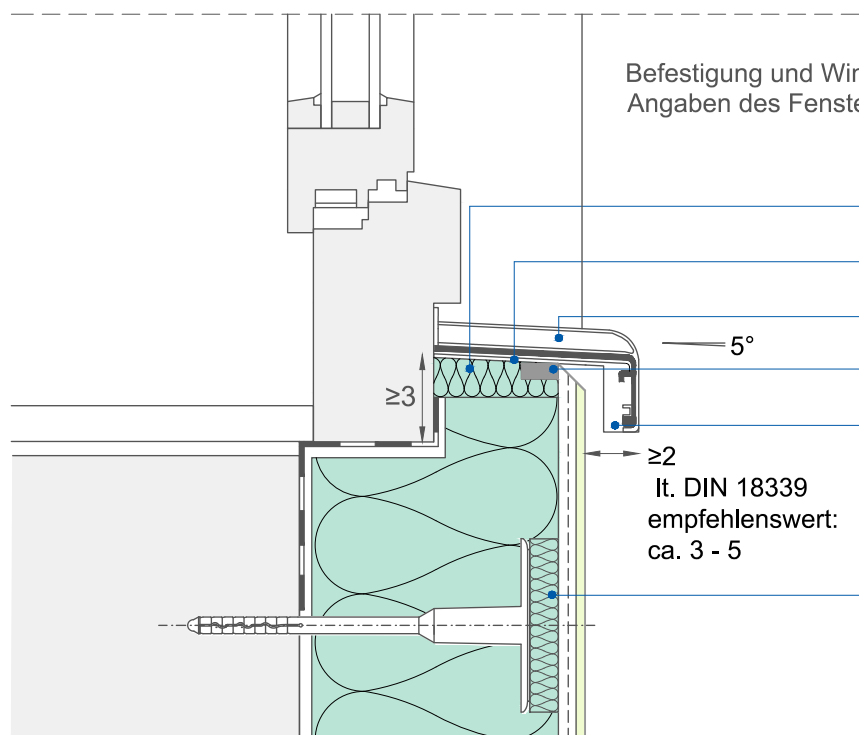 Befestigung und Wi
Angaben des Fenste
5°
≥3
≥2
lt. DIN 18339
empfehlenswert:
ca. 3 - 5